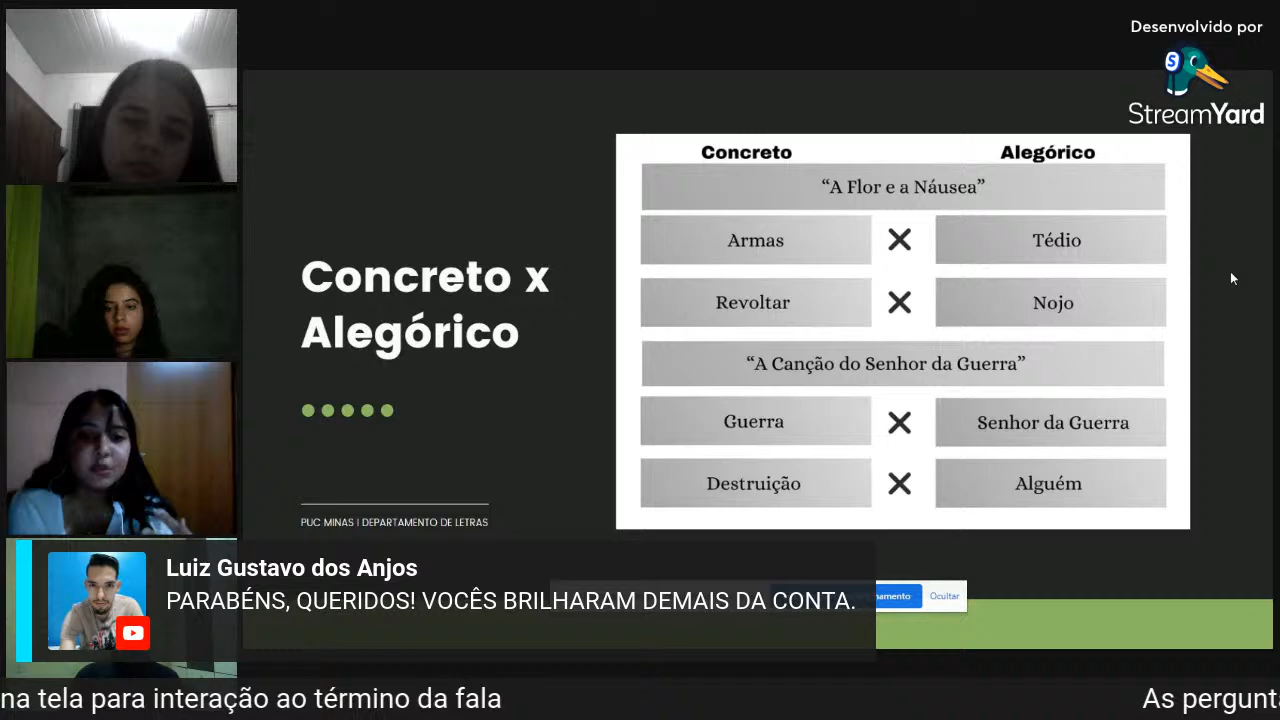 Desenvolvido por
StreamYard
Concreto x
Alegórico
PUC MINAS | DEPARTAMENTO DE LETRAS
Concreto Alegórico
“A Flor e a Náusea”
Armas Tédio
Revoltar Nojo
“A Canção do Senhor da Guerra”
Guerra Senhor da Guerra
Destruição Alguém
Ocultar
Luiz Gustavo dos Anjos
PARABÉNS, QUERIDOS! VOCÊS BRILHARAM DEMAIS DA CONTA.
na tela para interação ao término da fala As